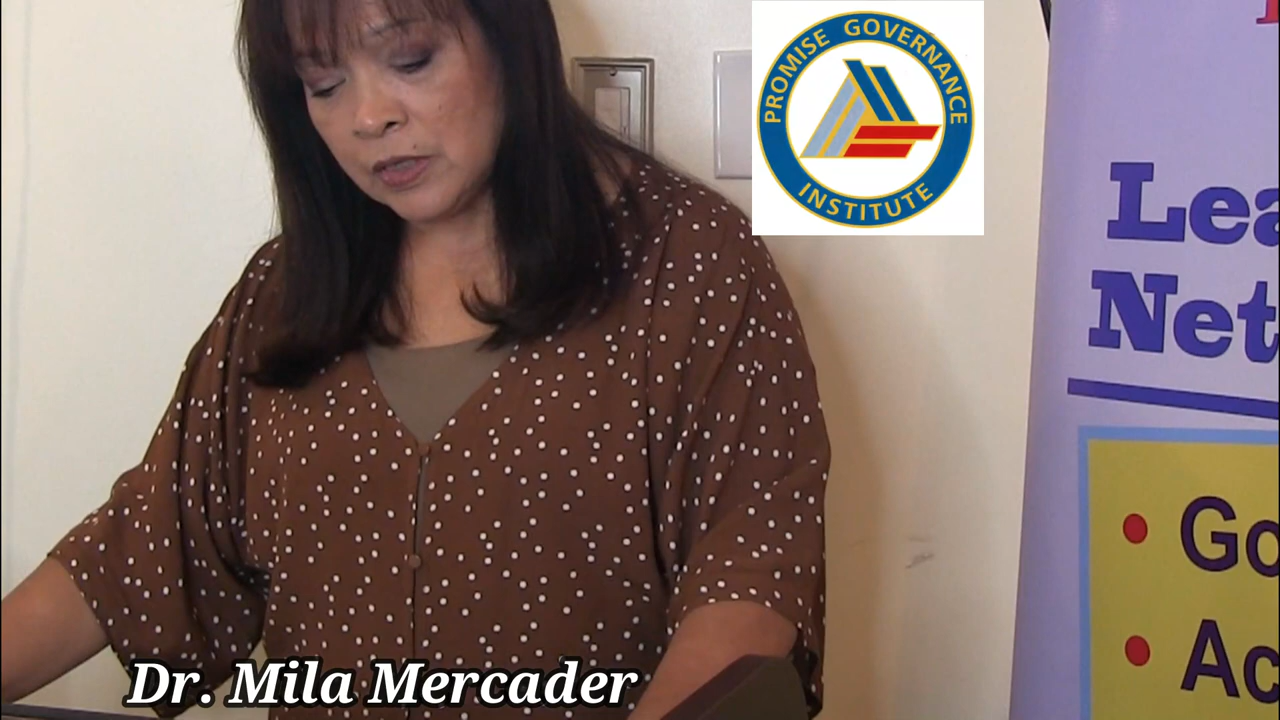 PROMISE GOVERNANCE
INSTITUTE
Lea
Net
• Go
• Ac
Dr. Mila Mercader